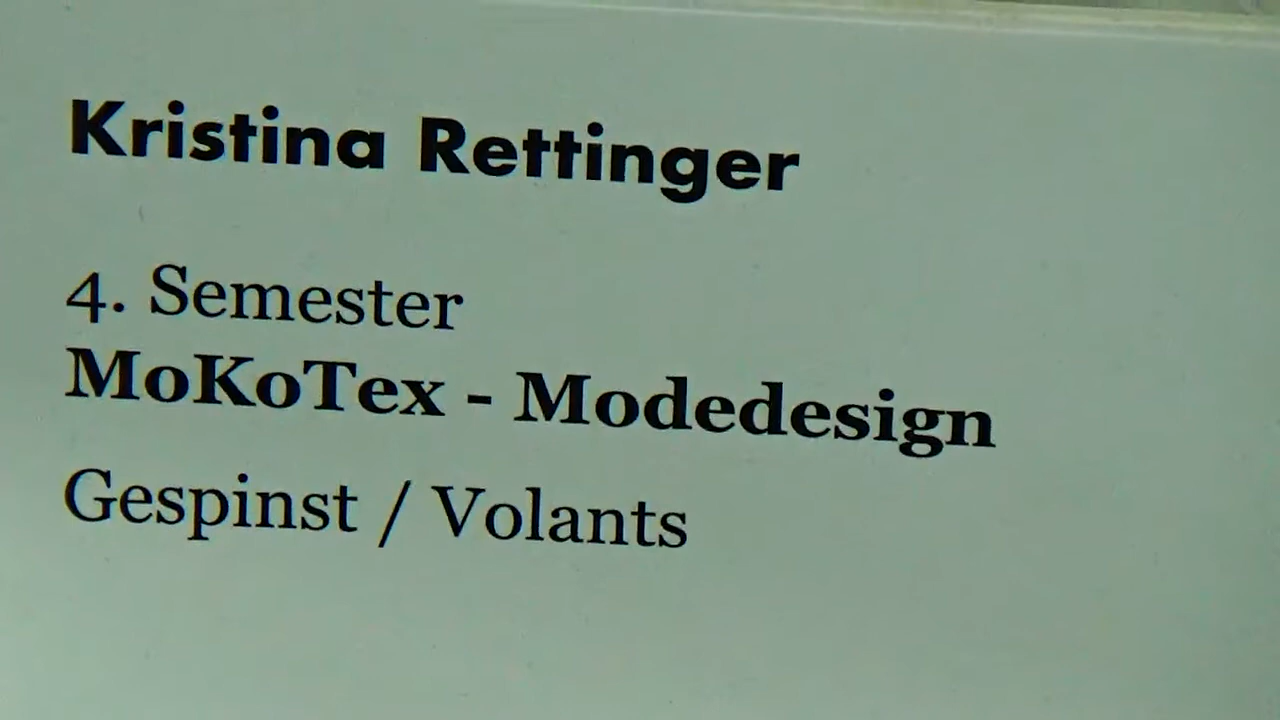 Kristina Rettinger
4. Semester
MoKoTex - Modedesign
Gespinst / Volants